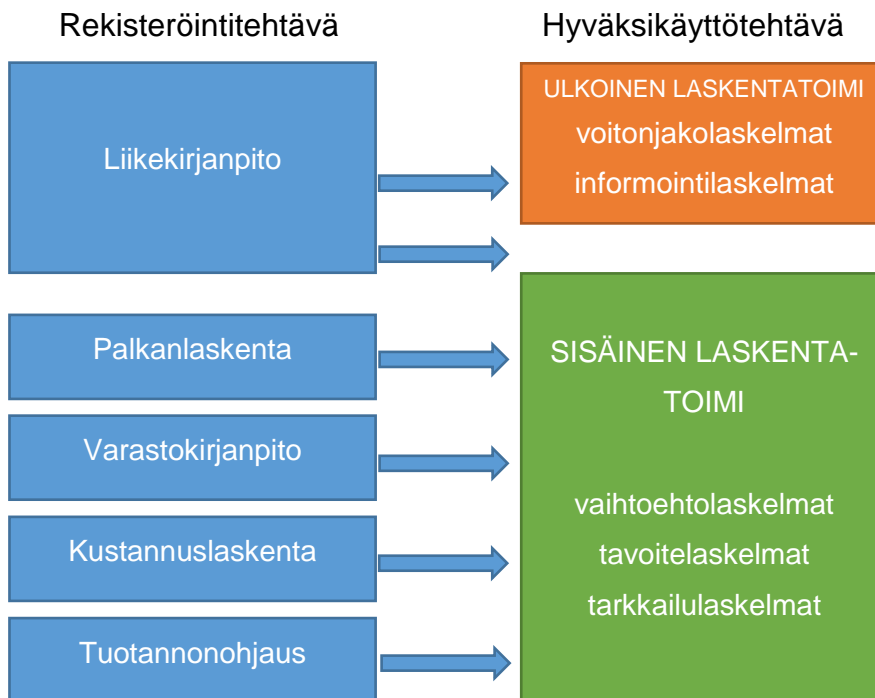 Rekisteröintitehtävä
Hyväksikäyttötehtävä
Liikekirjanpito
ULKOINEN LASKENTATOIMI
voitonjakolaskelmat
informointilaskelmat
Palkanlaskenta
Varastokirjanpito
Kustannuslaskenta
Tuotannonohjaus
SISÄINEN LASKENTA-
TOIMI
vaihtoehtolaskelmat
tavoitelaskelmat
tarkkailulaskelmat